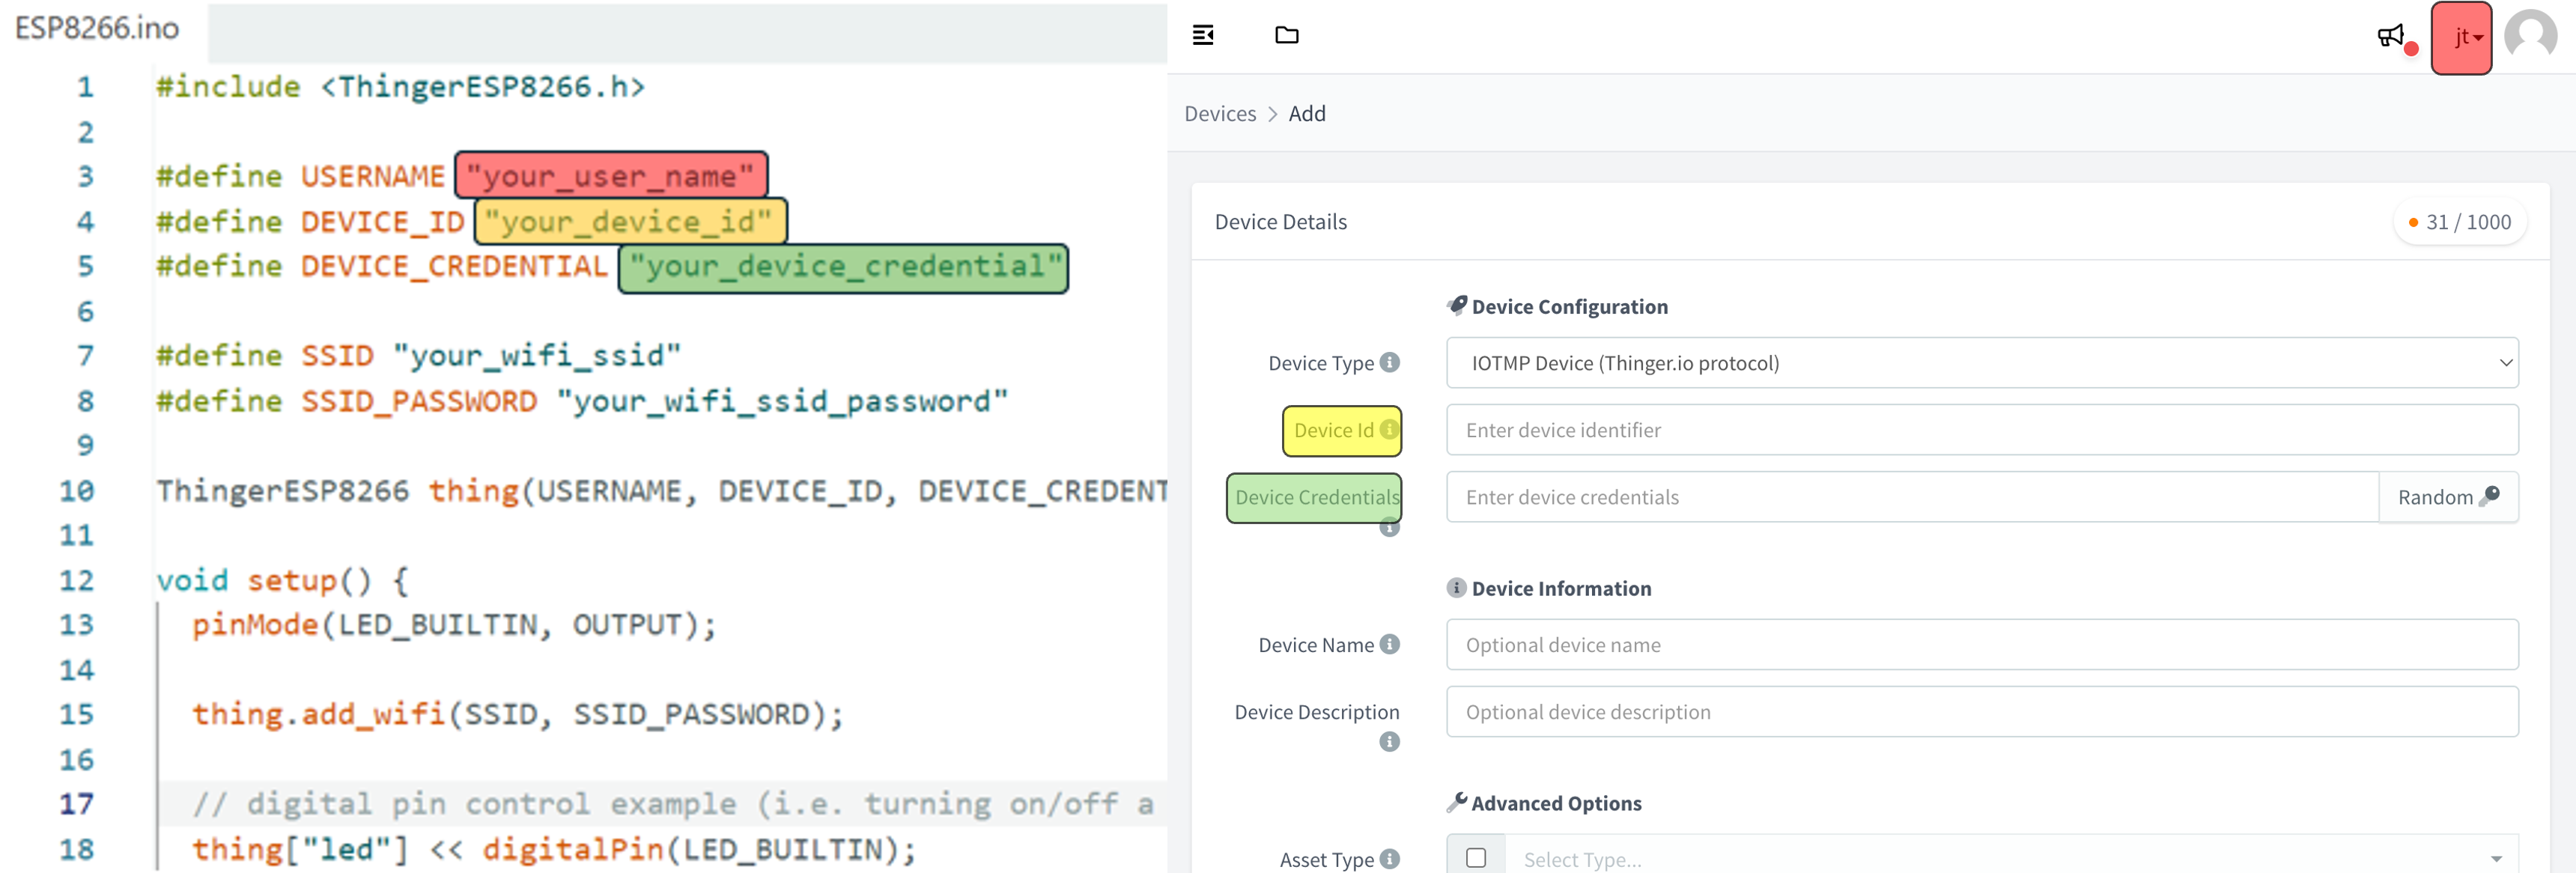 ESP8266.ino
1 #include <ThingerESP8266.h>
2
3 #define USERNAME "your_user_name"
4 #define DEVICE_ID "your_device_id"
5 #define DEVICE_CREDENTIAL "your_device_credential"
6
7 #define SSID "your_wifi_ssid"
8 #define SSID_PASSWORD "your_wifi_ssid_password"
9
10 ThingerESP8266 thing(USERNAME, DEVICE_ID, DEVICE_CREDENT
11
12 void setup() {
13 pinMode(LED_BUILTIN, OUTPUT);
14
15 thing.add_wifi(SSID, SSID_PASSWORD);
16
17 // digital pin control example (i.e. turning on/off a
18 thing["led"] << digitalPin(LED_BUILTIN);
jt
Devices > Add
Device Details
31 / 1000
Device Configuration
Device Type IOTMP Device (Thinger.io protocol)
Device Id Enter device identifier
Device Credentials Enter device credentials Random
Device Information
Device Name Optional device name
Device Description Optional device description
Advanced Options
Asset Type Select Type...